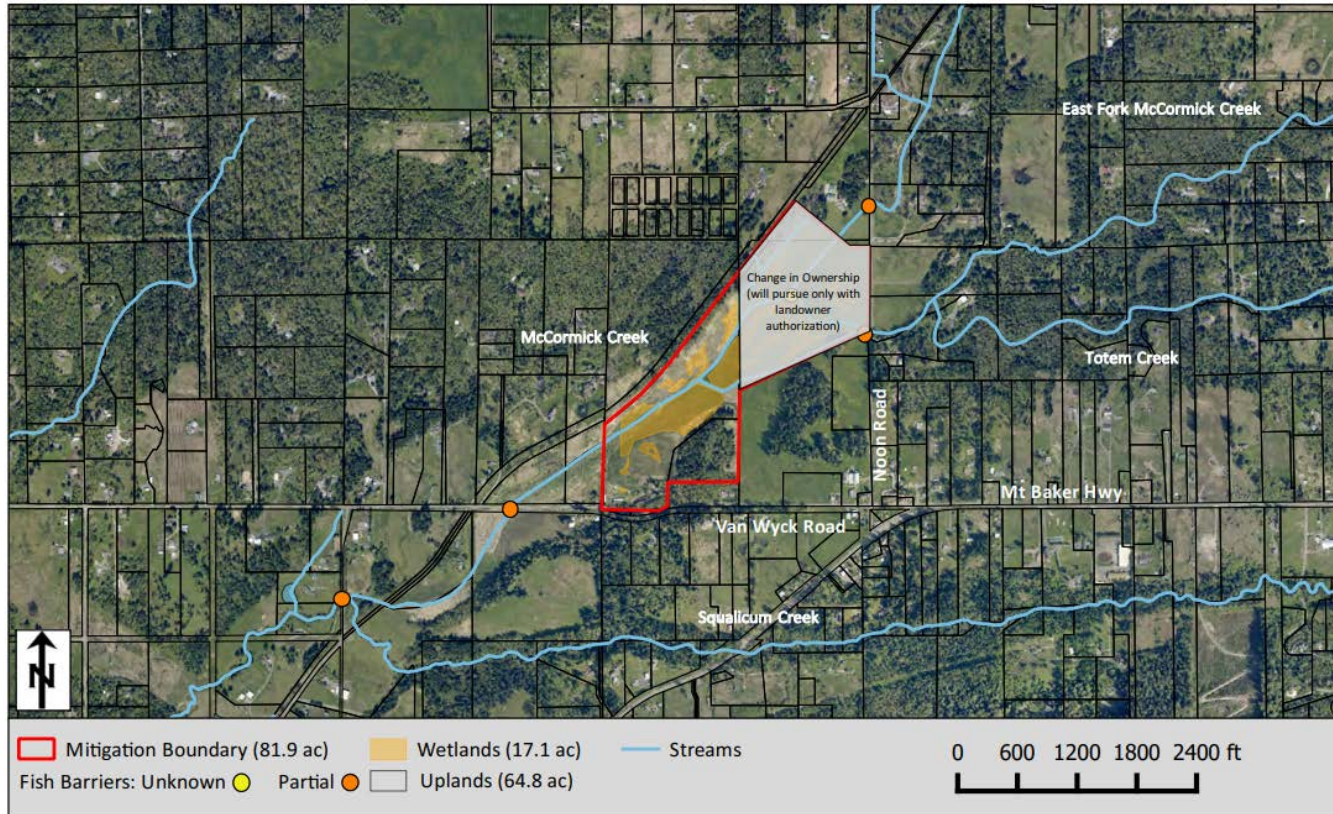 East Fork McCormick Creek
Change in Ownership
(will pursue only with
landowner
authorization)
McCormick Creek
Totem Creek
Noon Road
Mt Baker Hwy
Van Wyck Road
Squalicum Creek
N
Mitigation Boundary (81.9 ac)
Wetlands (17.1 ac)
Streams
0 600 1200 1800 2400 ft
Fish Barriers: Unknown
Partial
Uplands (64.8 ac)